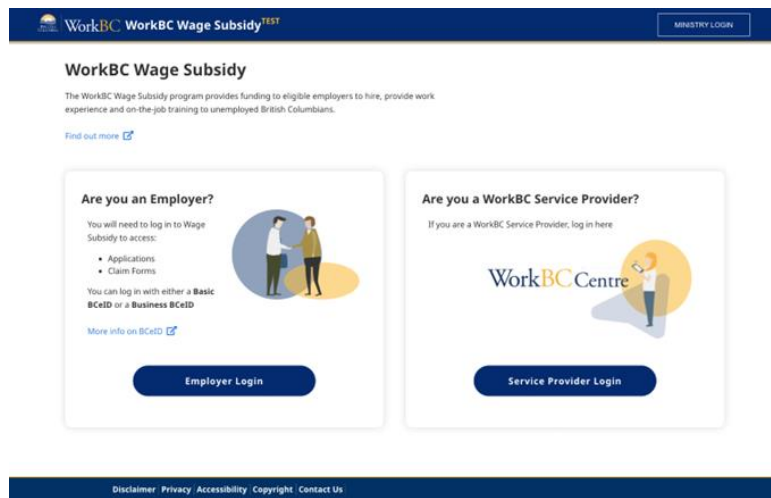 WorkBC WorkBC Wage Subsidy TEST
MINISTRY LOGIN
WorkBC Wage Subsidy
The WorkBC Wage Subsidy program provides funding to eligible employers to hire, provide work
experience and on-the-job training to unemployed British Columbians.
Find out more
Are you an Employer?
You will need to log in to Wage
Subsidy to access:
• Applications
• Claim Forms
You can log in with either a Basic
BCeID or a Business BCeID
More info on BCeID
Employer Login
Are you a WorkBC Service Provider?
If you are a WorkBC Service Provider, log in here
WorkBC Centre
Service Provider Login
Disclaimer Privacy Accessibility Copyright Contact Us